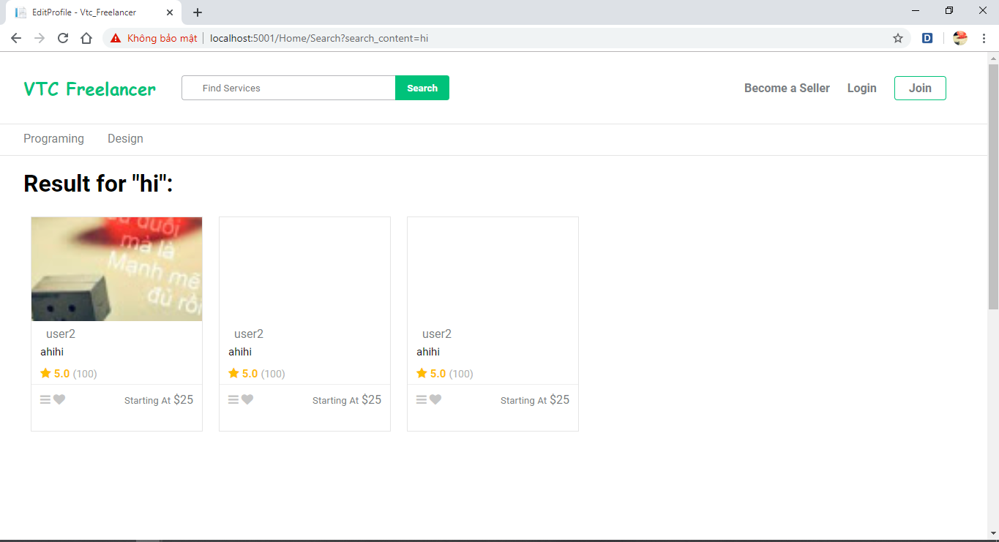 EditProfile - Vtc_Freelancer
Không bảo mật localhost:5001/Home/Search?search_content=hi
VTC Freelancer Find Services Search Become a Seller Login Join
Programing Design
Result for "hi":
mà là
Mạnh mẽ
đủ rồi
user2 user2 user2
ahihi ahihi ahihi
5.0 (100) 5.0 (100) 5.0 (100)
Starting At $25 Starting At $25 Starting At $25